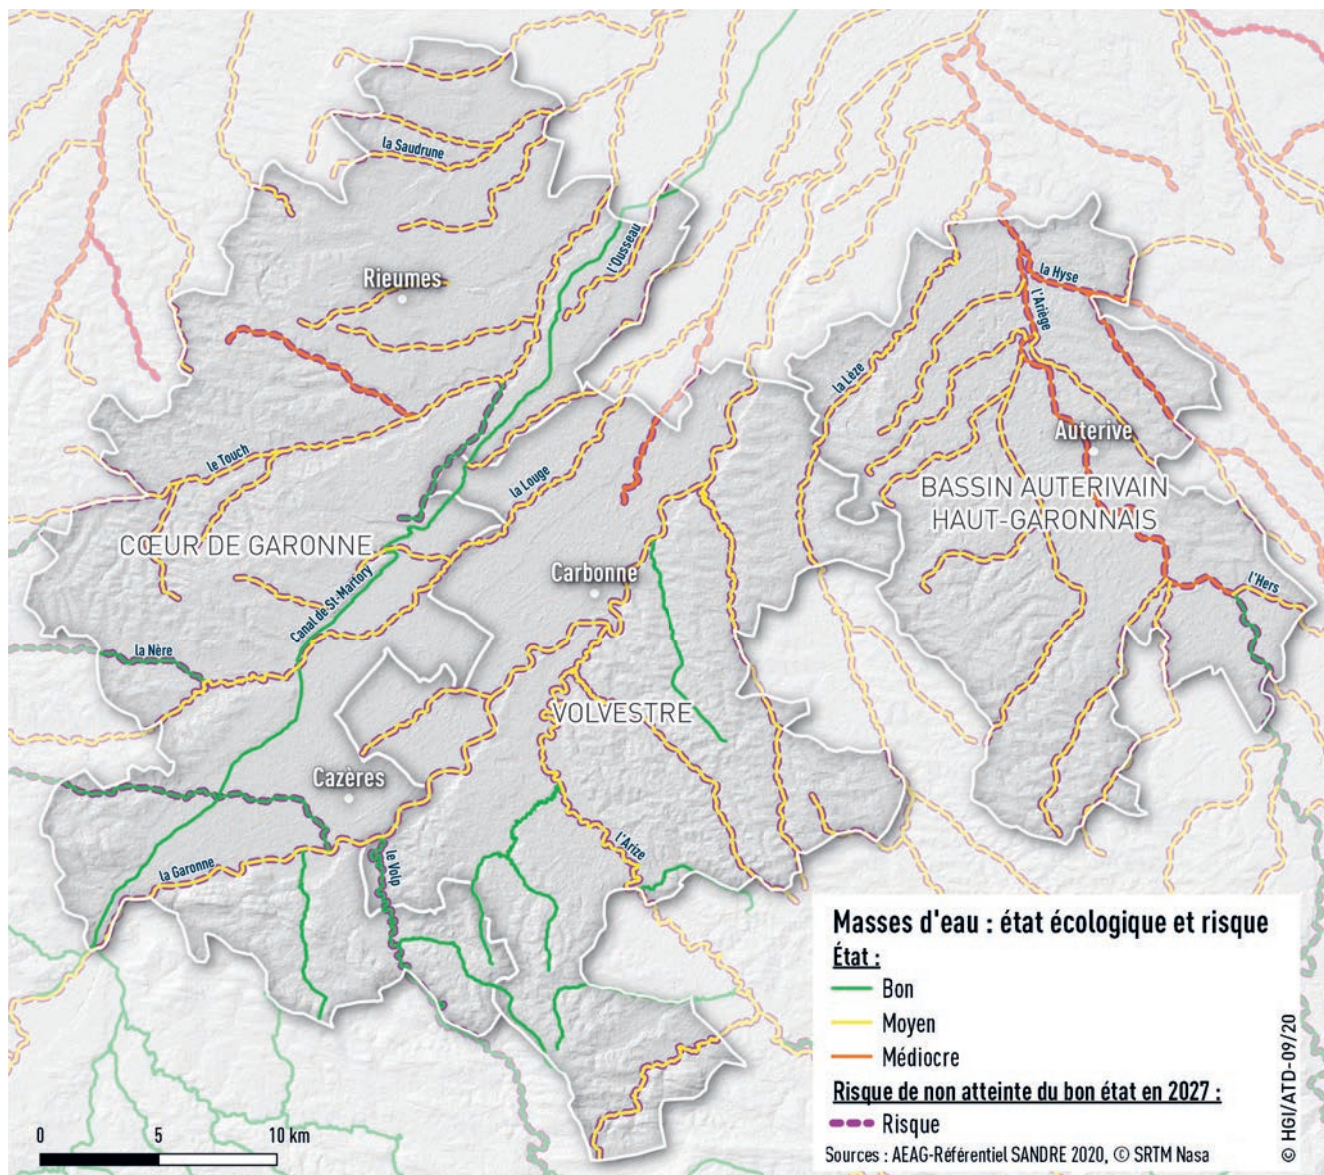 la Saudrune
l'Ousseau
Rieumes
la Hyse
l'Ariège
la Lèze
Auterive
le Touch
la Louge
BASSIN AUTERIVAIN
HAUT-GARONNAIS
CŒUR DE GARONNE
Carbonne
Canal de St-Martory
l'Hers
la Nère
VOLVESTRE
Cazères
l'Arize
le Volp
la Garonne
Masses d'eau : état écologique et risque
État :
Bon
Moyen
Médiocre
Risque de non atteinte du bon état en 2027 :
Risque
Sources : AEAG-Référentiel SANDRE 2020, © SRTM Nasa
© HGI/ATD-09/20
0 5 10 km